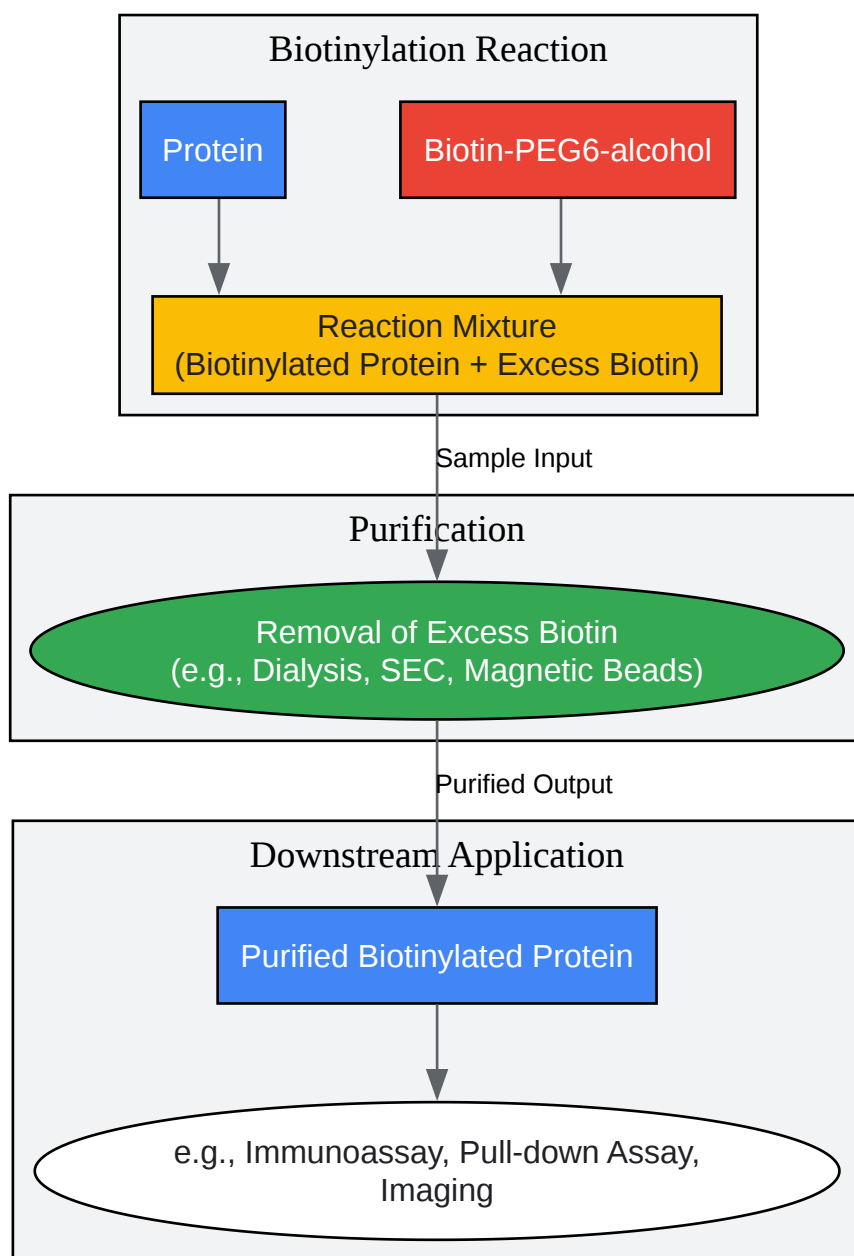 Biotinylation Reaction
Protein
Biotin-PEG6-alcohol
Reaction Mixture
(Biotinylated Protein + Excess Biotin)
Sample Input
Purification
Removal of Excess Biotin
(e.g., Dialysis, SEC, Magnetic Beads)
Purified Output
Downstream Application
Purified Biotinylated Protein
e.g., Immunoassay, Pull-down Assay,
Imaging